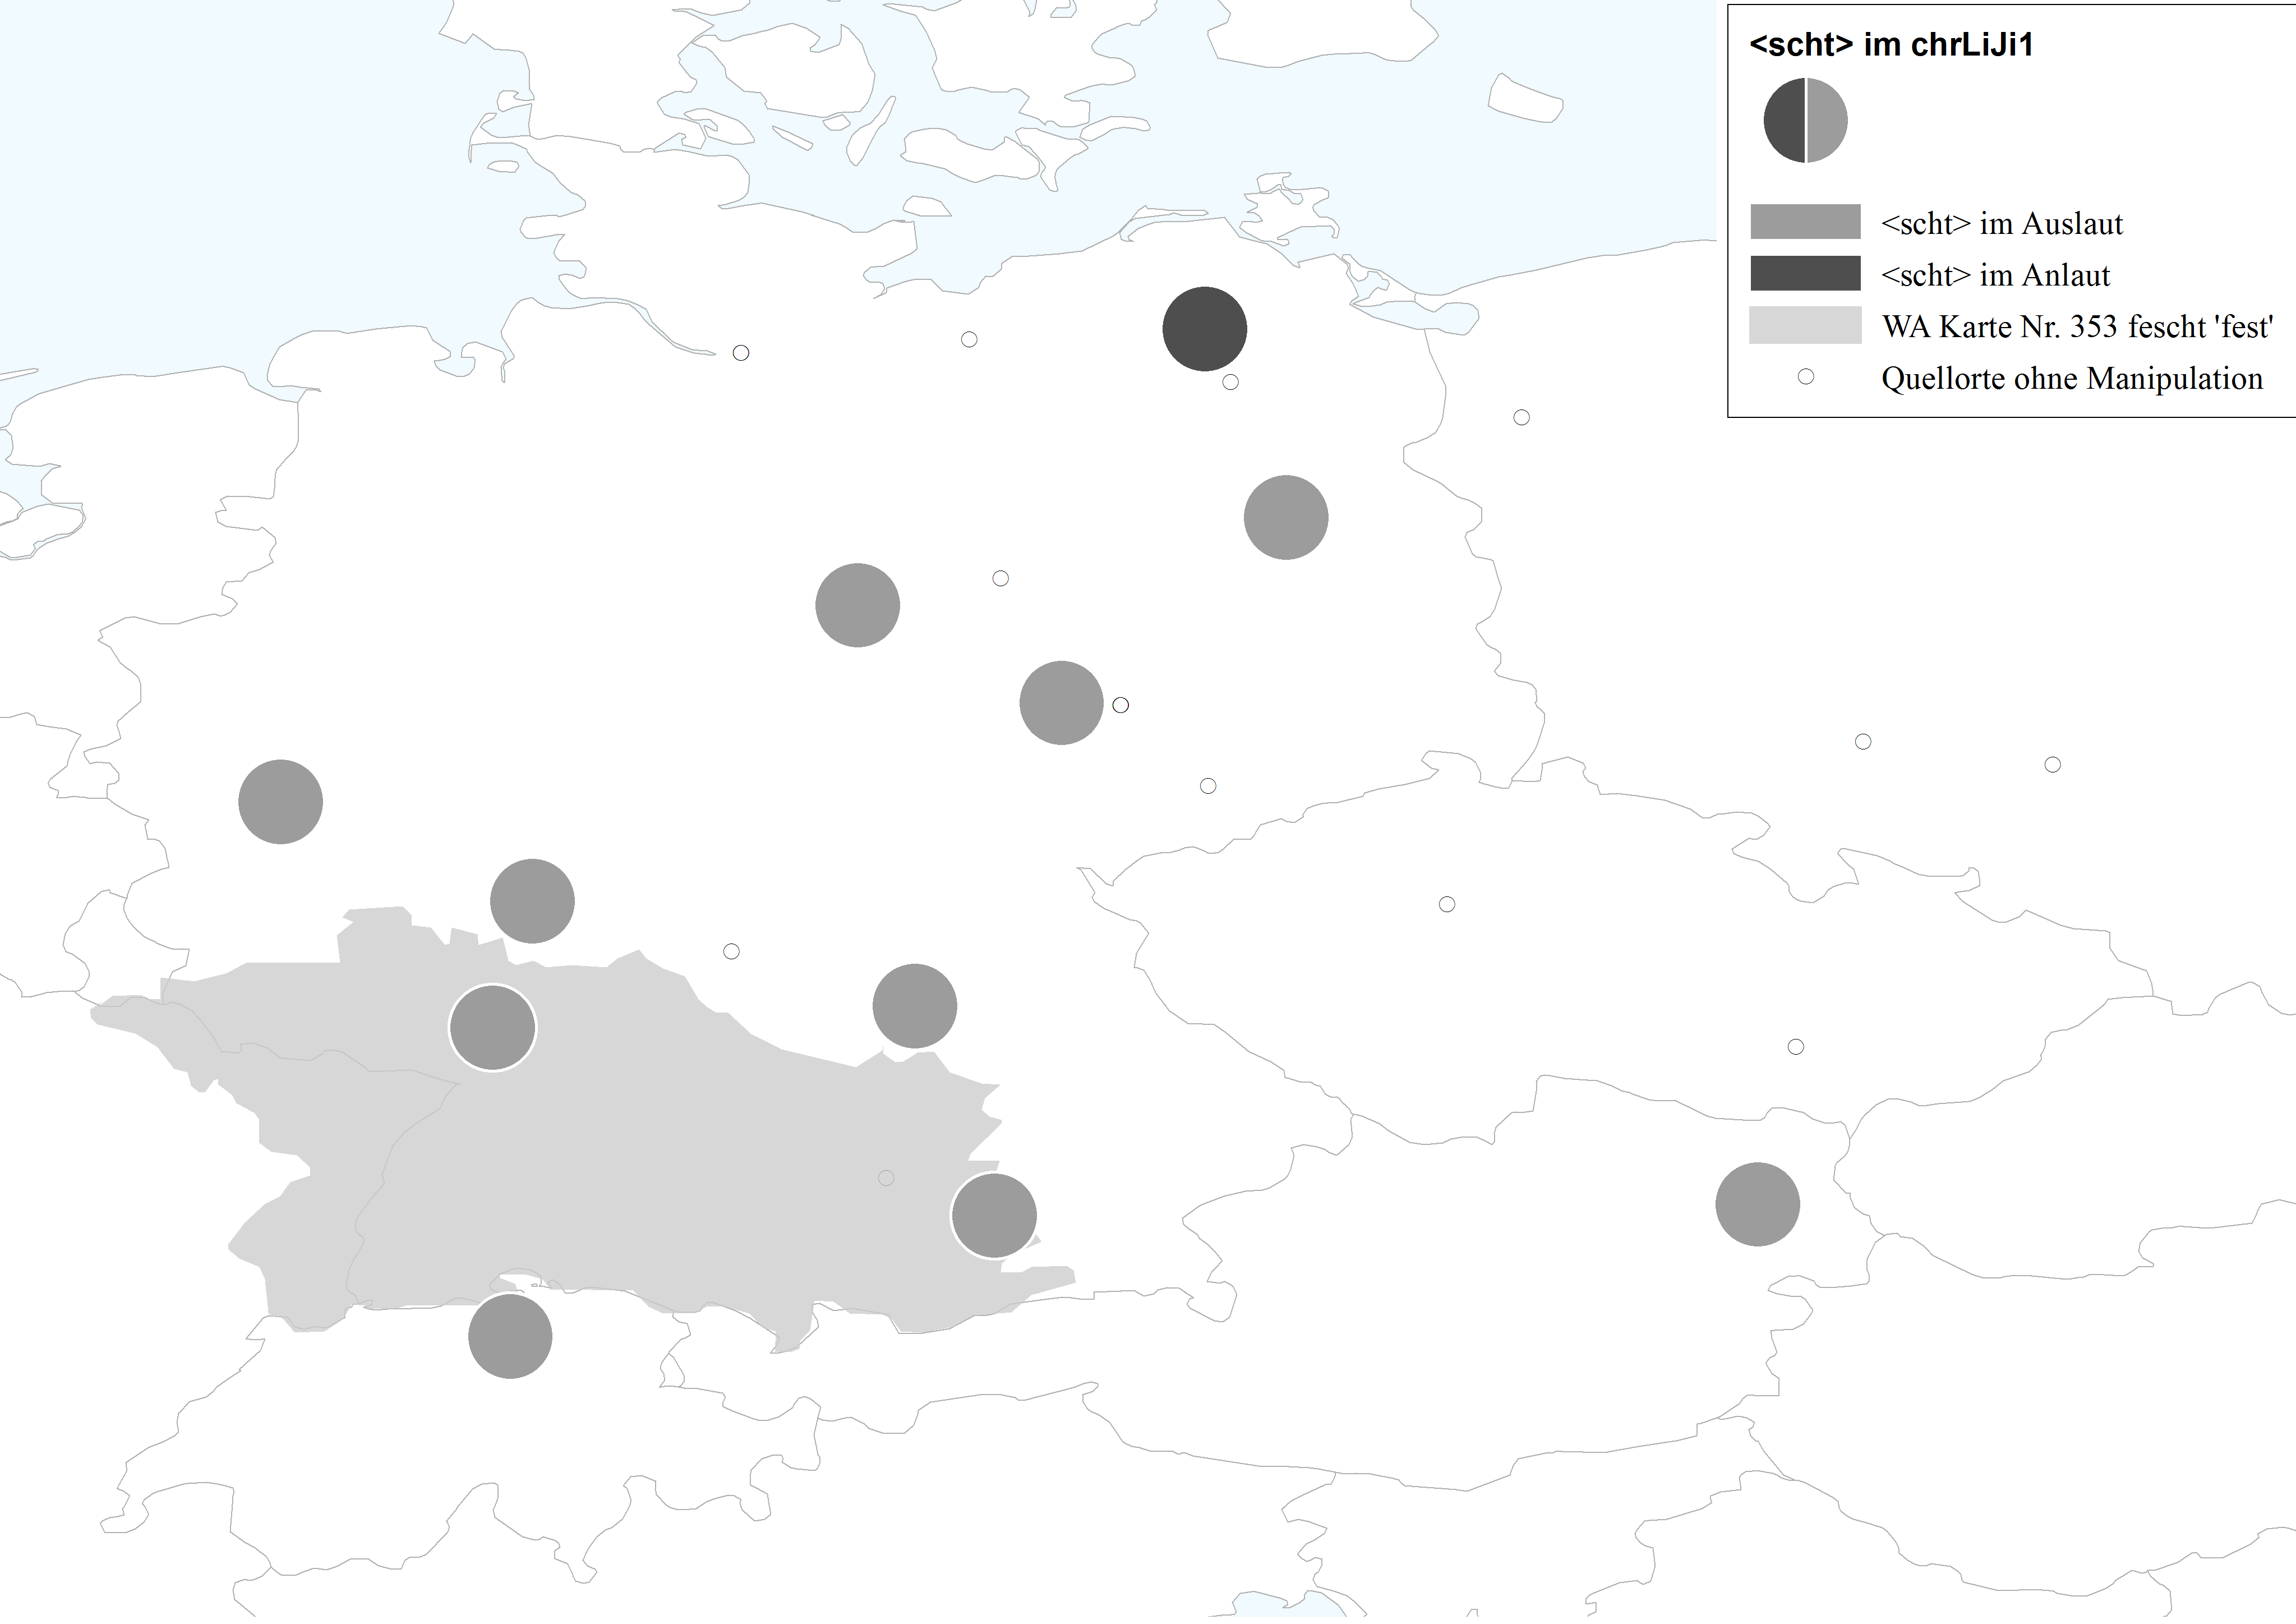 <scht> im chrLiJi1
<scht> im Auslaut
<scht> im Anlaut
WA Karte Nr. 353 fescht 'fest'
Quellorte ohne Manipulation